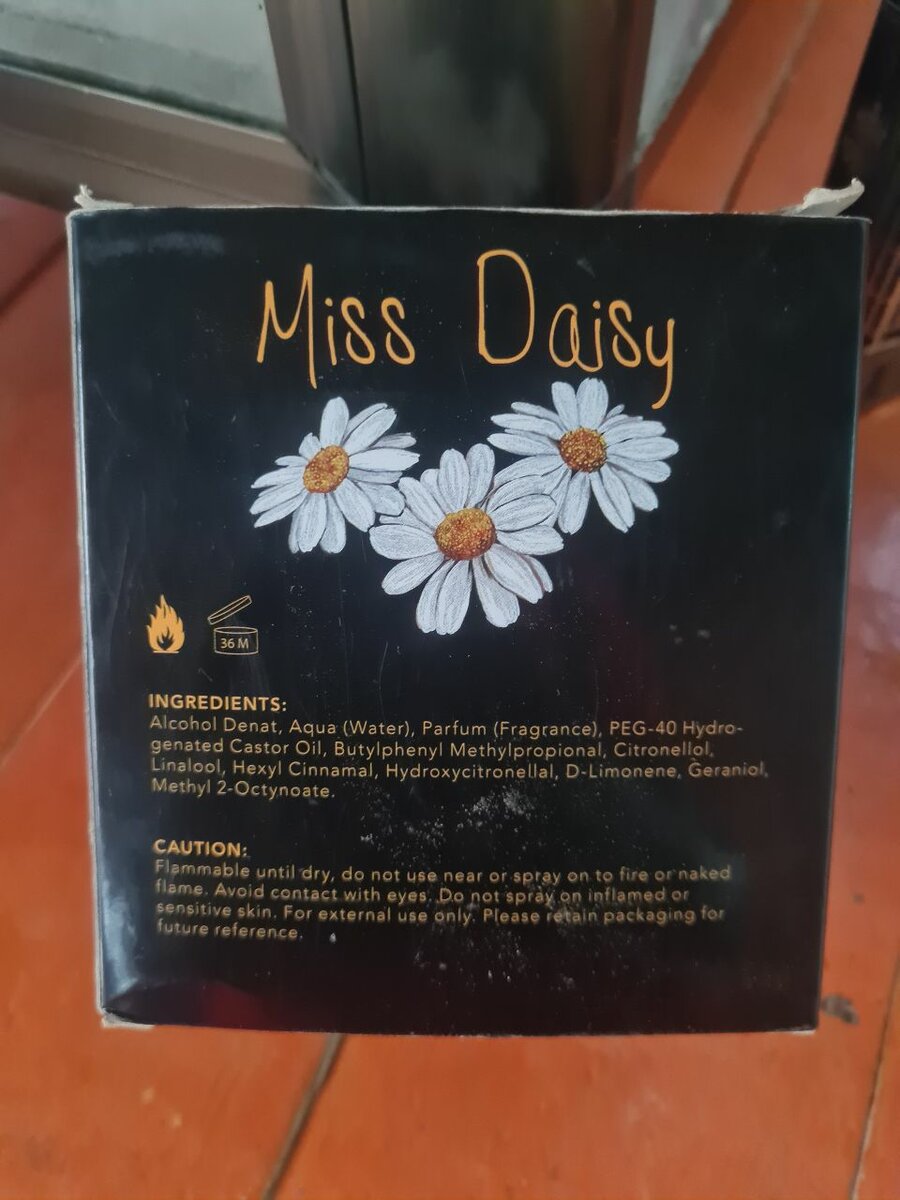 Miss Daisy
36 M
INGREDIENTS:
Alcohol Denat, Aqua (Water), Parfum (Fragrance), PEG-40 Hydro-
genated Castor Oil, Butylphenyl Methylpropional, Citronellol,
Linalool, Hexyl Cinnamal, Hydroxycitronellal, D-Limonene, Geraniol,
Methyl 2-Octynoate.
CAUTION:
Flammable until dry, do not use near or spray on to fire or naked
flame. Avoid contact with eyes. Do not spray on inflamed or
sensitive skin. For external use only. Please retain packaging for
future reference.